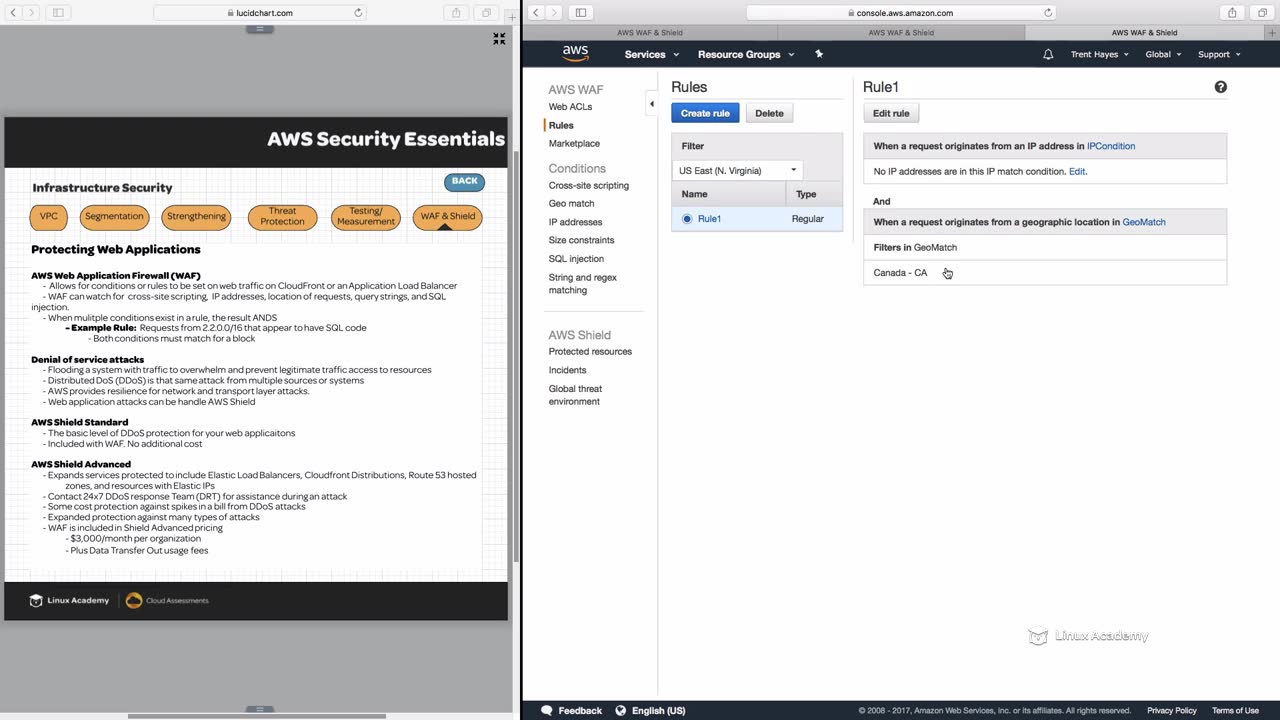 lucidchart.com
AWS Security Essentials
Infrastructure Security
BACK
VPC
Segmentation
Strengthening
Threat
Protection
Testing/
Measurement
WAF & Shield
Protecting Web Applications
AWS Web Application Firewall (WAF)
- Allows for conditions or rules to be set on web traffic on CloudFront or an Application Load Balancer
- WAF can watch for cross-site scripting, IP addresses, location of requests, query strings, and SQL
injection.
- When mulitple conditions exist in a rule, the result ANDS
- Example Rule: Requests from 2.2.0.0/16 that appear to have SQL code
- Both conditions must match for a block
Denial of service attacks
- Flooding a system with traffic to overwhelm and prevent legitimate traffic access to resources
- Distributed DoS (DDoS) is that same attack from multiple sources or systems
- AWS provides resilience for network and transport layer attacks.
- Web application attacks can be handle AWS Shield
AWS Shield Standard
- The basic level of DDoS protection for your web applicaitons
- Included with WAF. No additional cost
AWS Shield Advanced
- Expands services protected to include Elastic Load Balancers, Cloudfront Distributions, Route 53 hosted
zones, and resources with Elastic IPs
- Contact 24x7 DDoS response Team (DRT) for assistance during an attack
- Some cost protection against spikes in a bill from DDoS attacks
- Expanded protection against many types of attacks
- WAF is included in Shield Advanced pricing
- $3,000/month per organization
- Plus Data Transfer Out usage fees
Linux Academy
Cloud Assessments
console.aws.amazon.com
AWS WAF & Shield
AWS WAF & Shield
AWS WAF & Shield
aws
Services
Resource Groups
Trent Hayes
Global
Support
AWS WAF
Web ACLs
Rules
Marketplace
Conditions
Cross-site scripting
Geo match
IP addresses
Size constraints
SQL injection
String and regex
matching
AWS Shield
Protected resources
Incidents
Global threat
environment
Rules
Create rule
Delete
Filter
US East (N. Virginia)
Name
Type
Rule1
Regular
Rule1
Edit rule
When a request originates from an IP address in IPCondition
No IP addresses are in this IP match condition. Edit.
And
When a request originates from a geographic location in GeoMatch
Filters in GeoMatch
Canada - CA
Linux Academy
Feedback
English (US)
© 2008 - 2017, Amazon Web Services, Inc. or its affiliates. All rights reserved.
Privacy Policy
Terms of Use